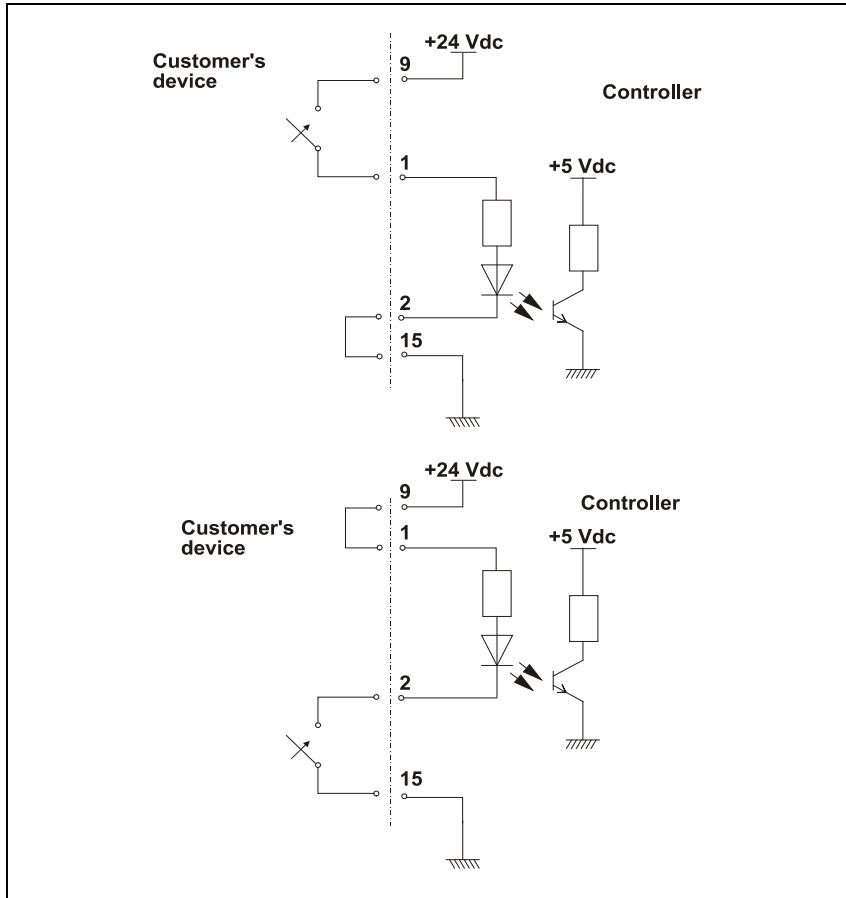 +24 Vdc
Customer's
device
9
Controller
1
+5 Vdc
2
15
+24 Vdc
9
Controller
Customer's
device
1
+5 Vdc
2
15